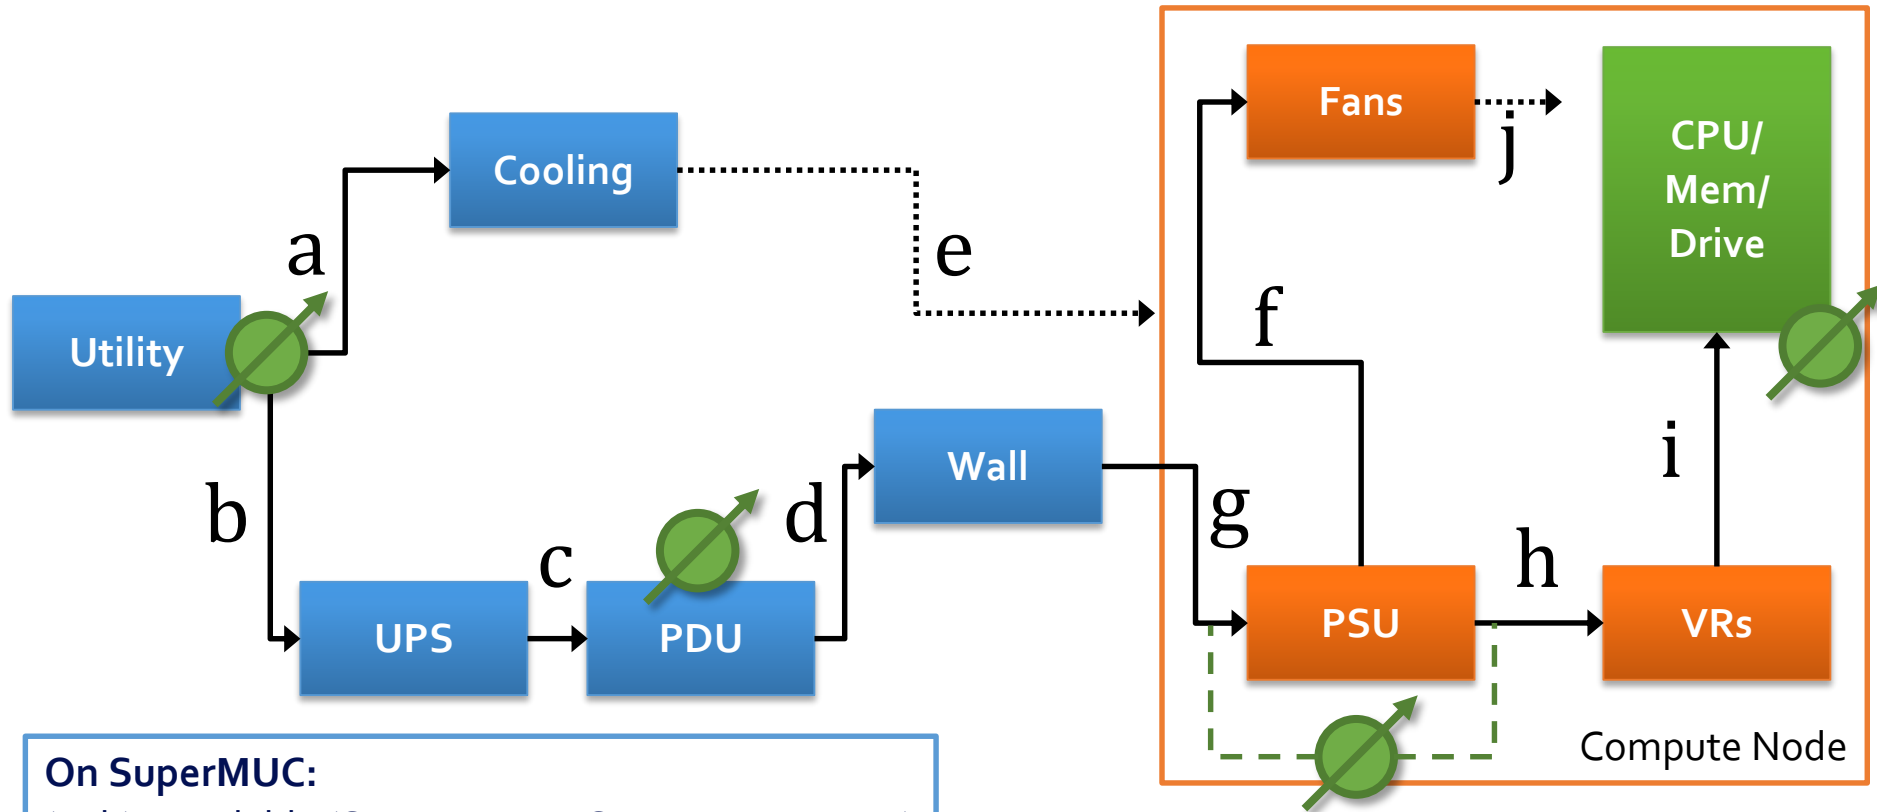 Fans
CPU/
Mem/
Drive
j
Cooling
a
e
Utility
f
Wall
i
b
d
g
c
h
UPS
PDU
PSU
VRs
Compute Node
On SuperMUC: